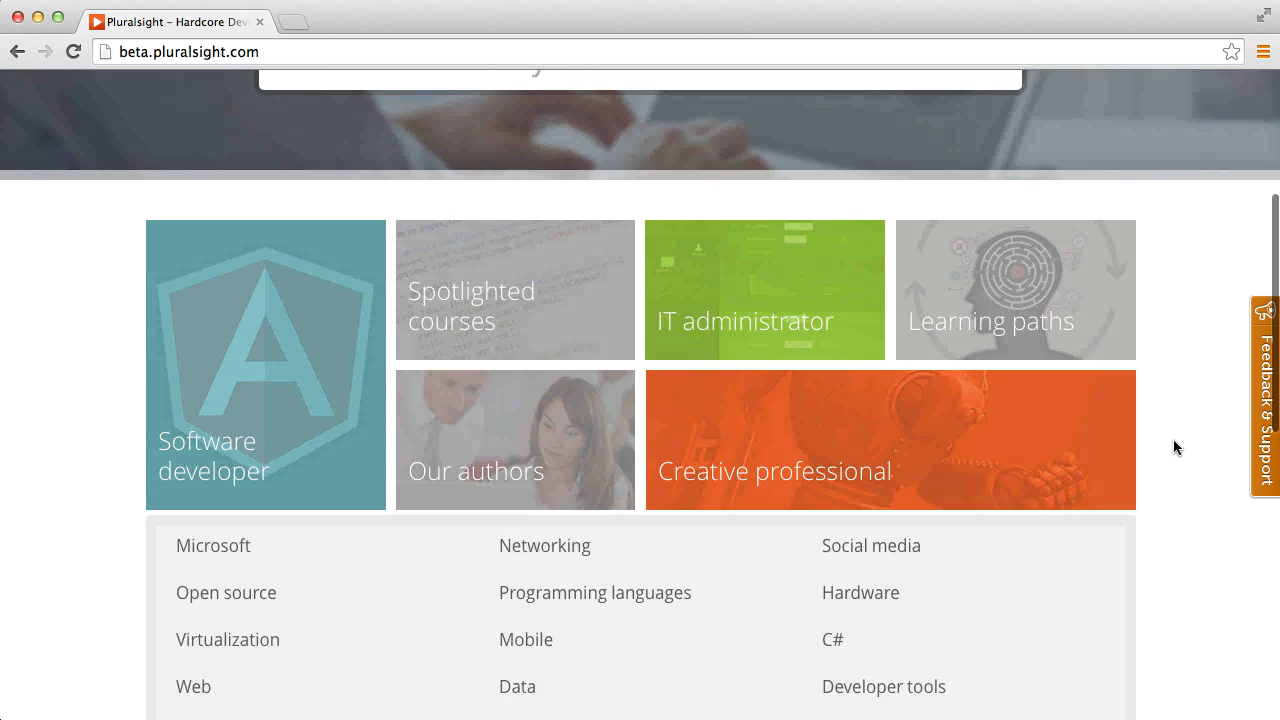 Pluralsight – Hardcore Dev
beta.pluralsight.com
Spotlighted
courses
IT administrator
Learning paths
Software
developer
Our authors
Creative professional
Feedback & Support
Microsoft
Networking
Social media
Open source
Programming languages
Hardware
Virtualization
Mobile
C#
Web
Data
Developer tools